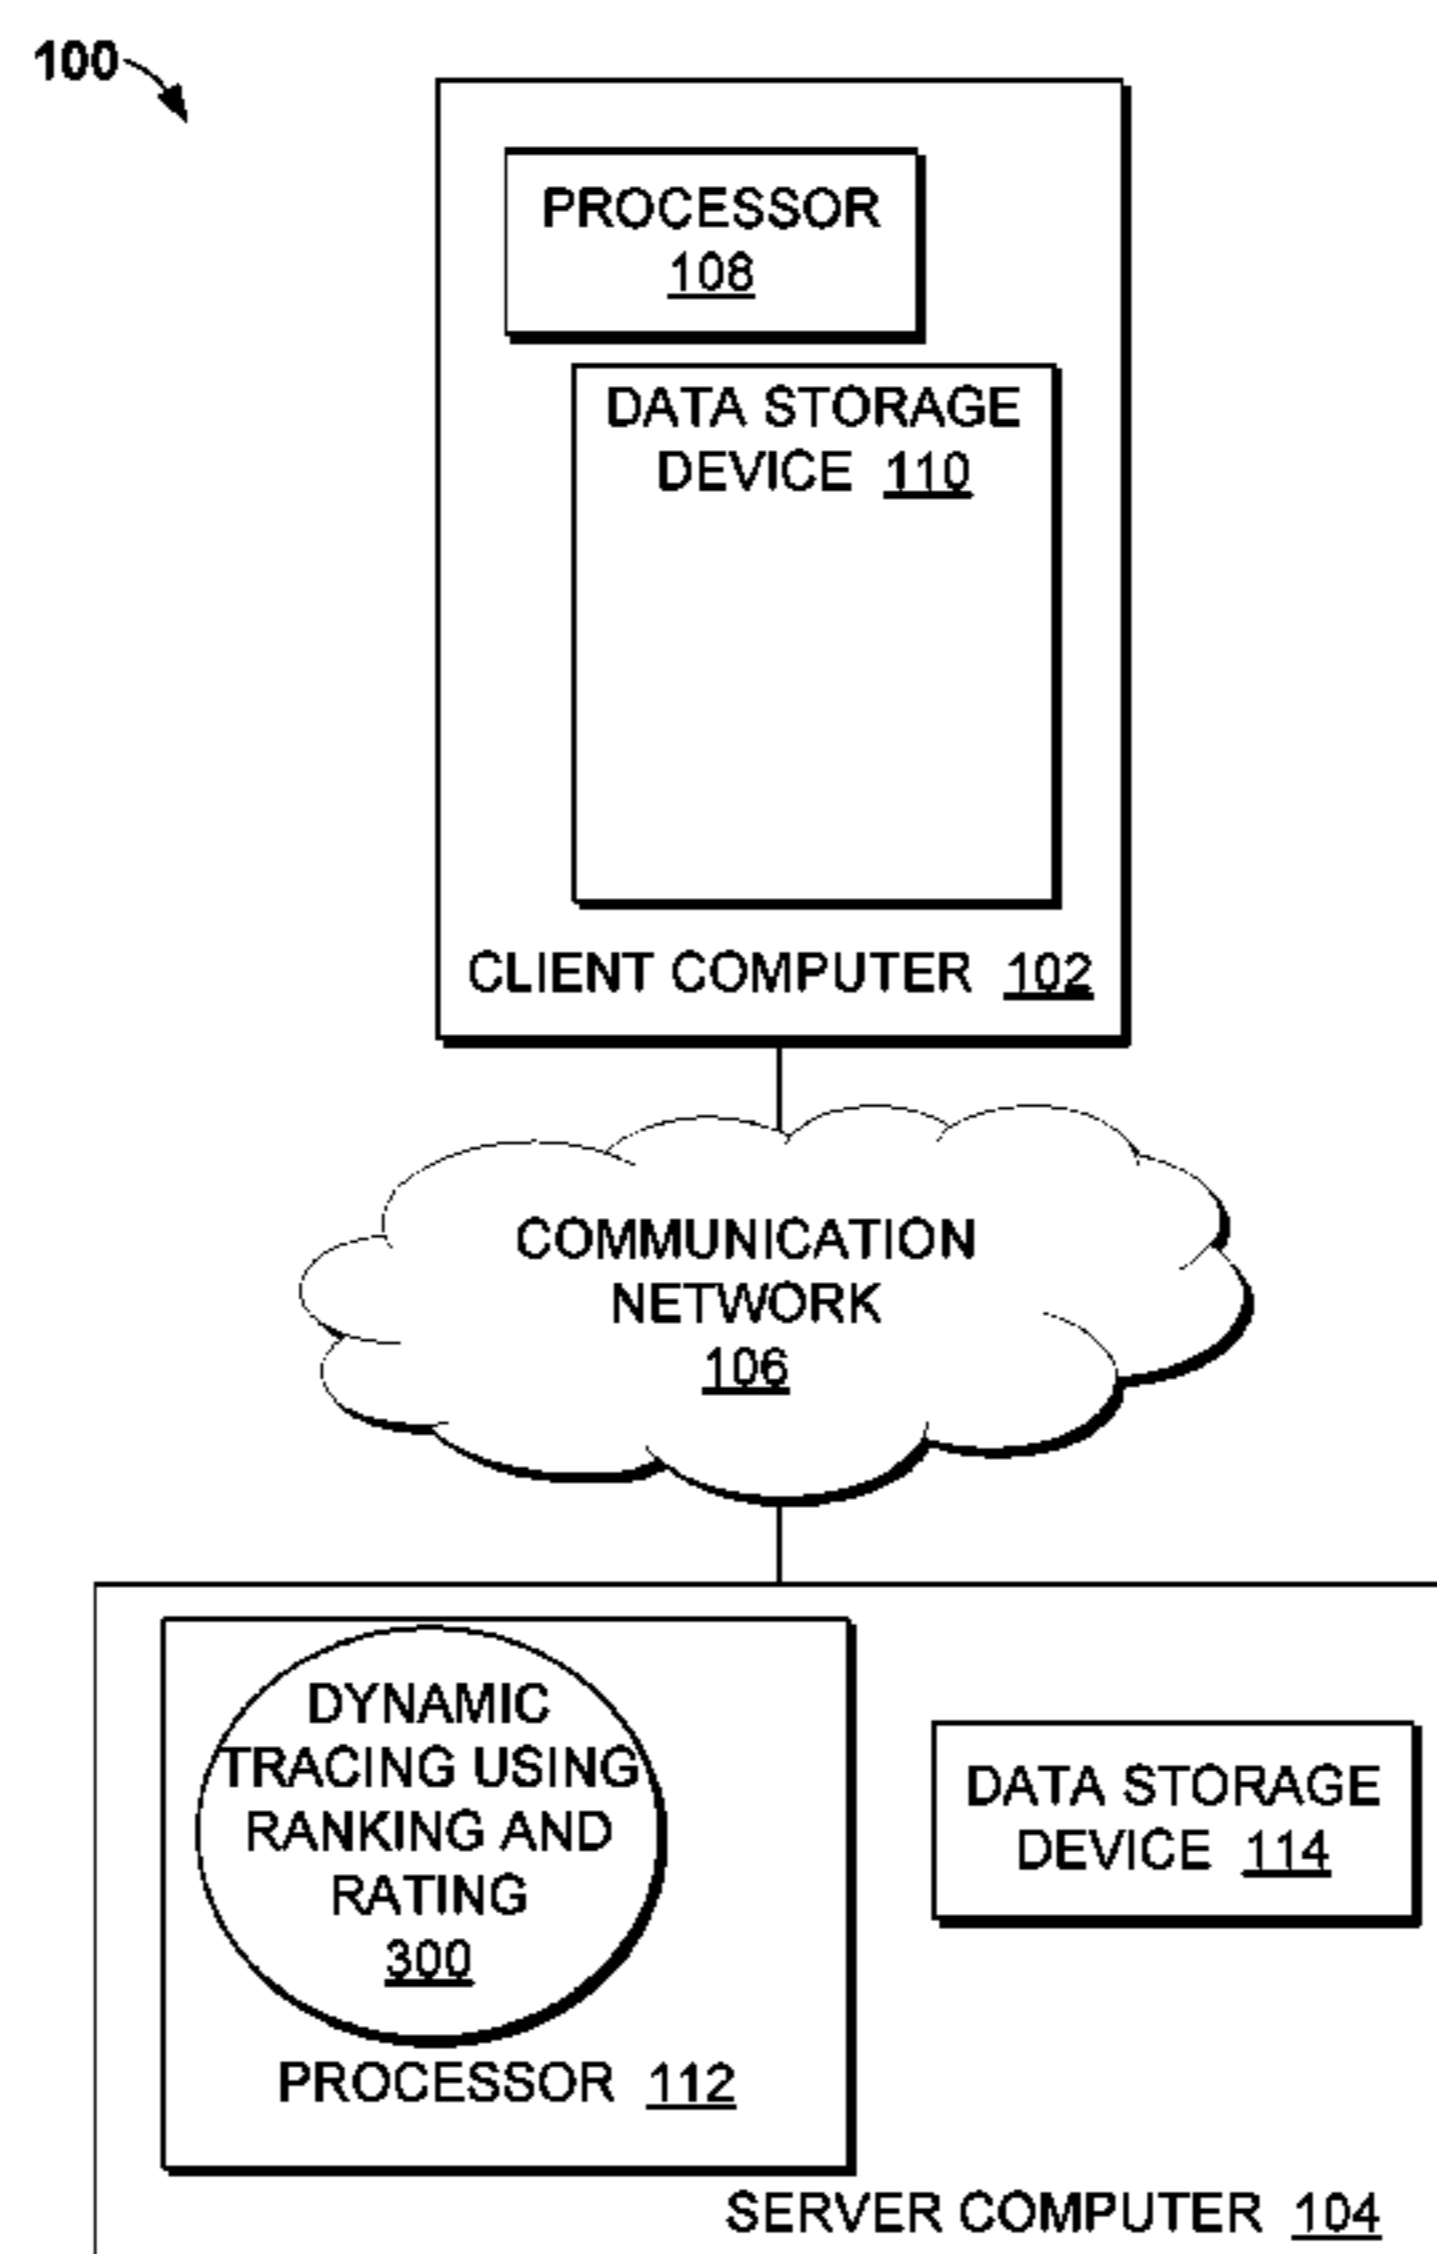 100
PROCESSOR
108
DATA STORAGE
DEVICE 110
CLIENT COMPUTER 102
COMMUNICATION
NETWORK
106
DYNAMIC
TRACING USING
RANKING AND
RATING
300
PROCESSOR 112
DATA STORAGE
DEVICE 114
SERVER COMPUTER 104